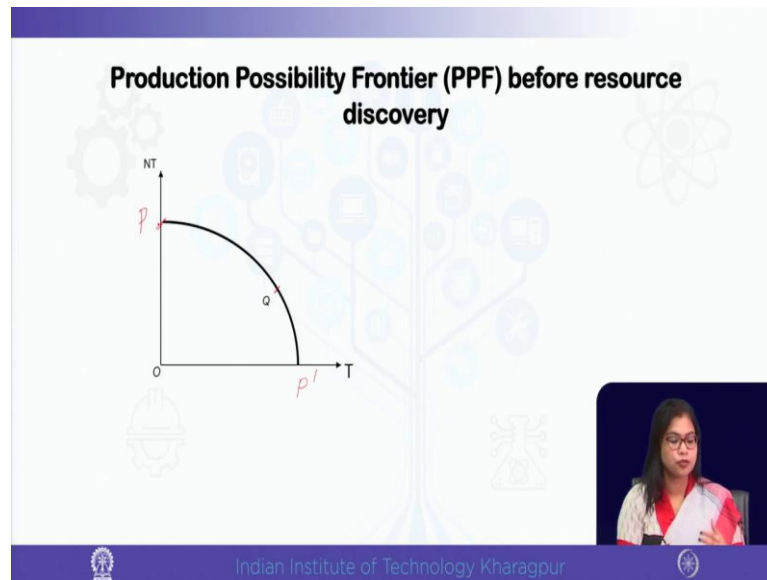 Production Possibility Frontier (PPF) before resource
discovery
NT
P
Q
O
T
P'
Indian Institute of Technology Kharagpur